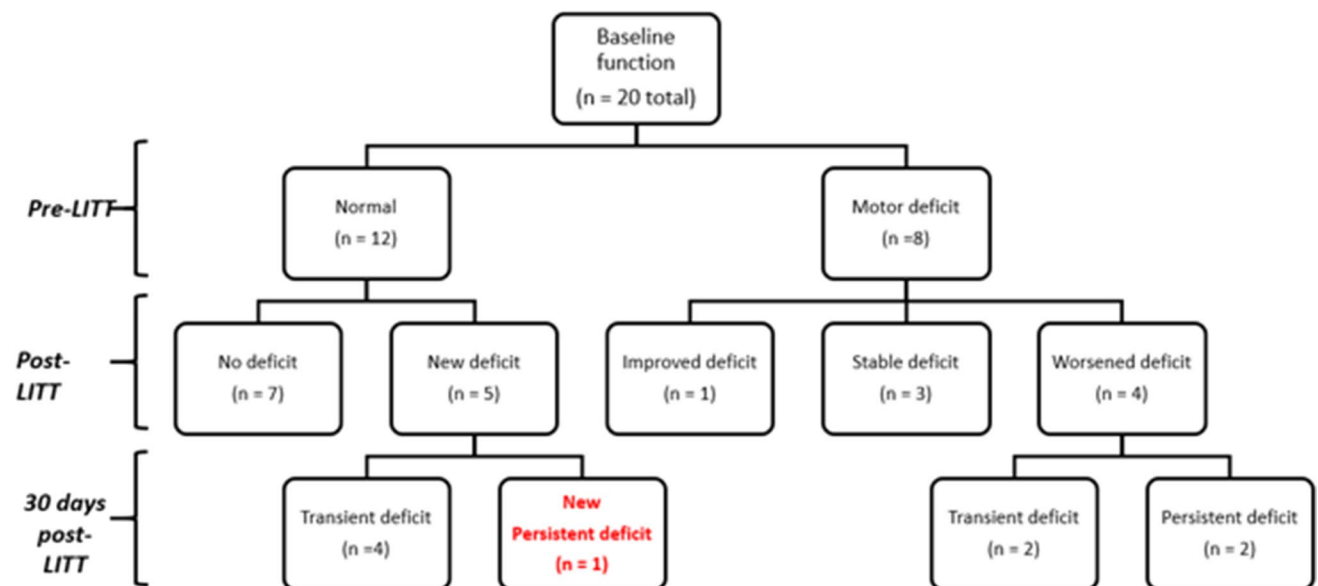 Baseline
function
(n = 20 total)
Pre-LITT
Normal
(n = 12)
Motor deficit
(n =8)
Post-
LITT
No deficit
(n = 7)
New deficit
(n = 5)
Improved deficit
(n = 1)
Stable deficit
(n = 3)
Worsened deficit
(n = 4)
30 days
post-
LITT
Transient deficit
(n =4)
New
Persistent deficit
(n = 1)
Transient deficit
(n = 2)
Persistent deficit
(n = 2)